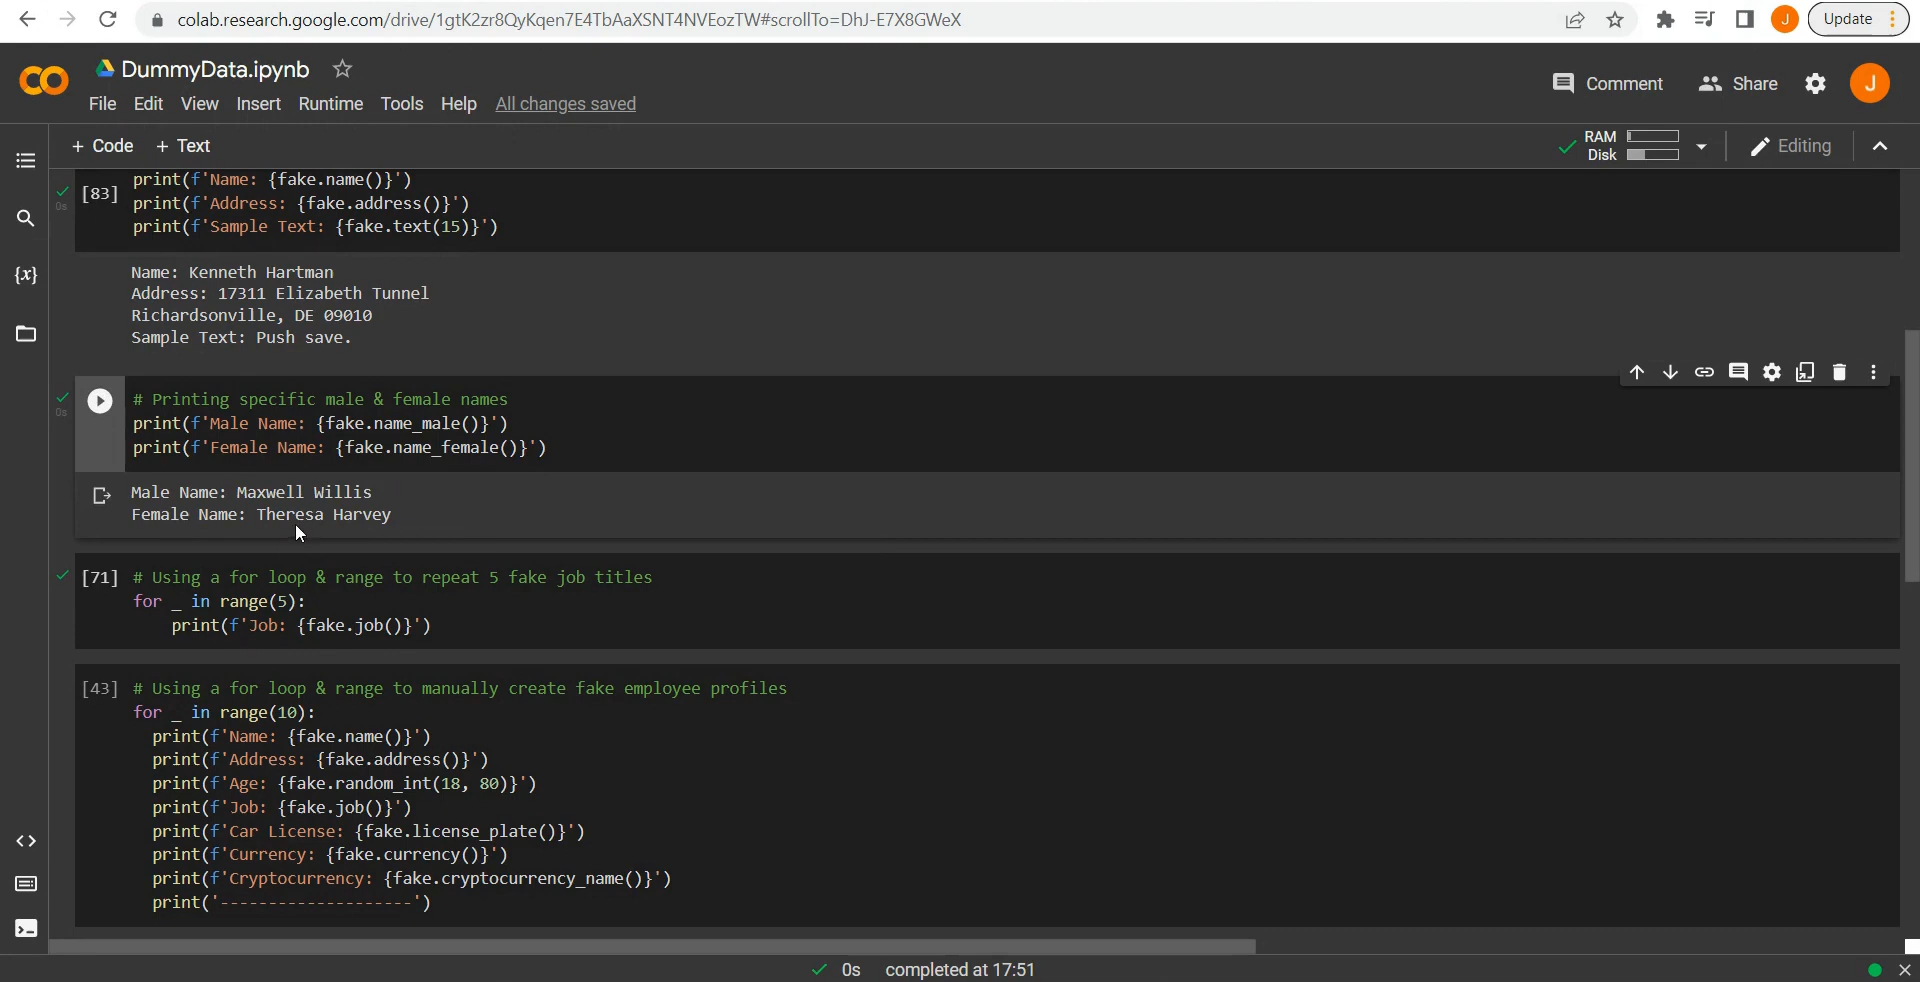 colab.research.google.com/drive/1gtK2zr8QyKqen7E4TbAaXSNT4NVEozTW#scrollTo=DhJ-E7X8GWeX
J
Update
DummyData.ipynb
File Edit View Insert Runtime Tools Help All changes saved
Comment Share J
+ Code + Text
RAM
Disk
Editing
{x}
[83]
0s
print(f'Name: {fake.name()}')
print(f'Address: {fake.address()}')
print(f'Sample Text: {fake.text(15)}')
Name: Kenneth Hartman
Address: 17311 Elizabeth Tunnel
Richardsonville, DE 09010
Sample Text: Push save.
0s
# Printing specific male & female names
print(f'Male Name: {fake.name_male()}')
print(f'Female Name: {fake.name_female()}')
Male Name: Maxwell Willis
Female Name: Theresa Harvey
[71] # Using a for loop & range to repeat 5 fake job titles
for _ in range(5):
print(f'Job: {fake.job()}')
[43] # Using a for loop & range to manually create fake employee profiles
for _ in range(10):
print(f'Name: {fake.name()}')
print(f'Address: {fake.address()}')
print(f'Age: {fake.random_int(18, 80)}')
print(f'Job: {fake.job()}')
print(f'Car License: {fake.license_plate()}')
print(f'Currency: {fake.currency()}')
print(f'Cryptocurrency: {fake.cryptocurrency_name()}')
print('--------------------')
0s completed at 17:51